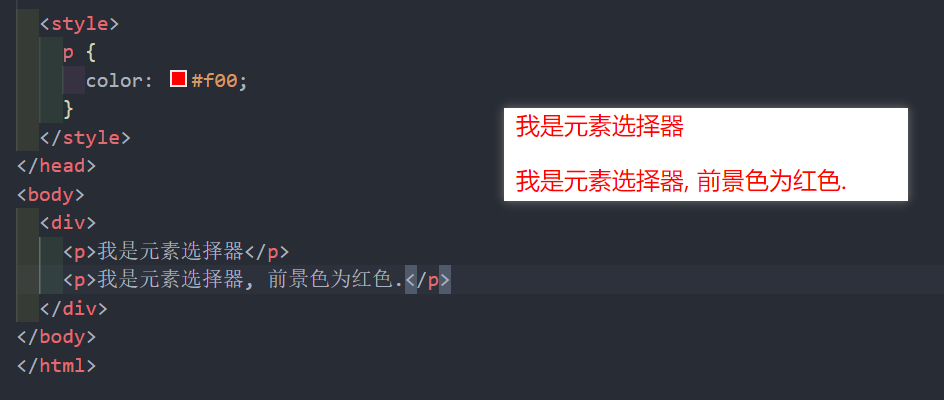 <style>
p {
color: #f00;
}
</style>
</head>
<body>
<div>
<p>我是元素选择器</p>
<p>我是元素选择器, 前景色为红色.</p>
</div>
</body>
</html>
我是元素选择器
我是元素选择器, 前景色为红色.